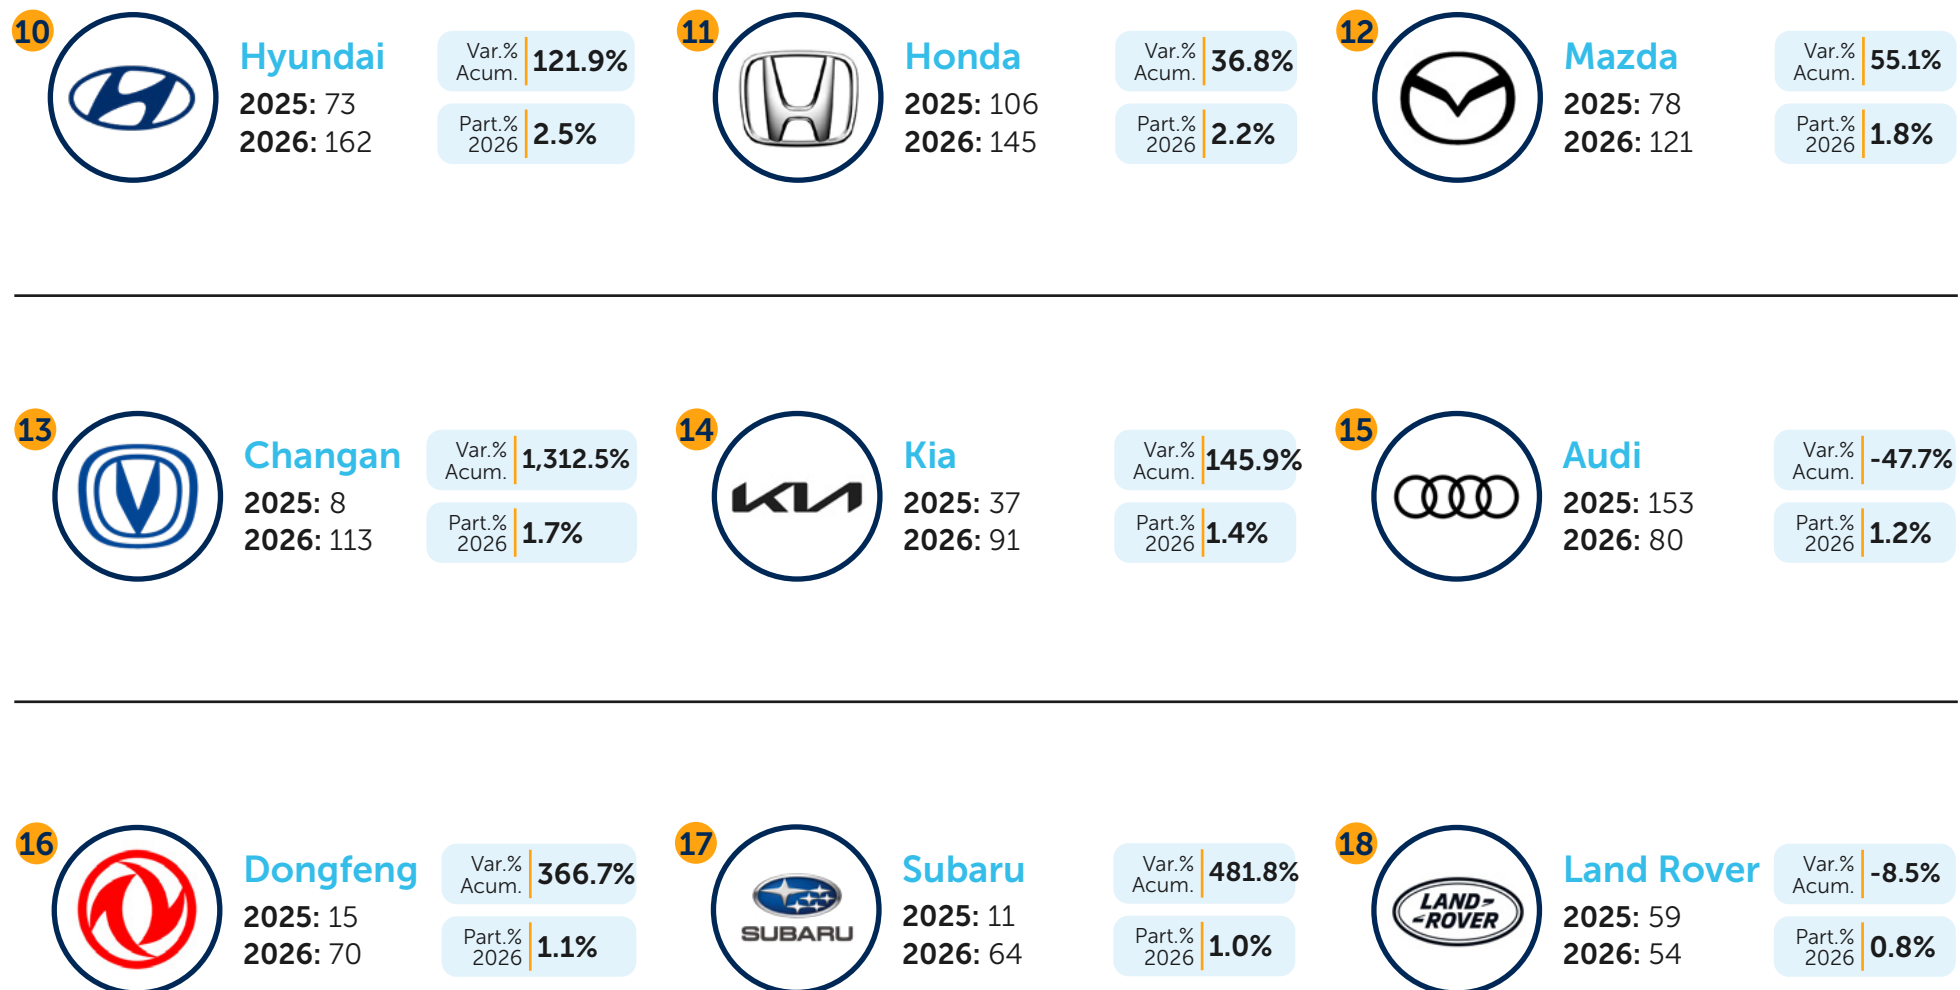 10
Hyundai
2025: 73
2026: 162
Var.%
Acum.
121.9%
Part.%
2026
2.5%
11
Honda
2025: 106
2026: 145
Var.%
Acum.
36.8%
Part.%
2026
2.2%
12
Mazda
2025: 78
2026: 121
Var.%
Acum.
55.1%
Part.%
2026
1.8%
13
Changan
2025: 8
2026: 113
Var.%
Acum.
1,312.5%
Part.%
2026
1.7%
14
KIA
Kia
2025: 37
2026: 91
Var.%
Acum.
145.9%
Part.%
2026
1.4%
15
Audi
2025: 153
2026: 80
Var.%
Acum.
-47.7%
Part.%
2026
1.2%
16
Dongfeng
2025: 15
2026: 70
Var.%
Acum.
366.7%
Part.%
2026
1.1%
17
SUBARU
Subaru
2025: 11
2026: 64
Var.%
Acum.
481.8%
Part.%
2026
1.0%
18
LAND-
-ROVER
Land Rover
2025: 59
2026: 54
Var.%
Acum.
-8.5%
Part.%
2026
0.8%